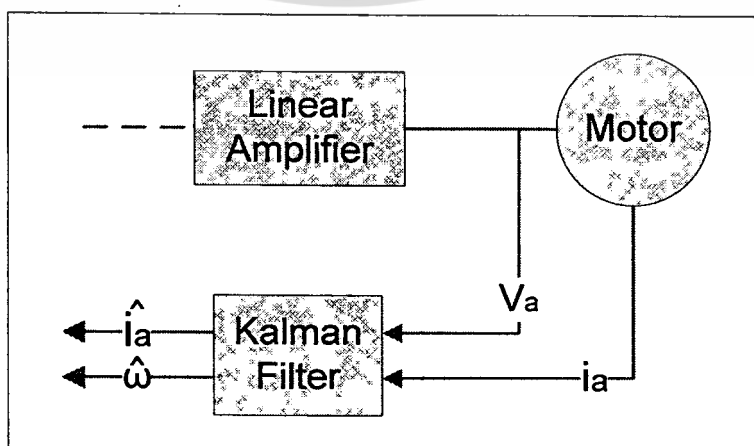 Linear
Amplifier
Motor
Va
îa
Kalman
Filter
ω̂
ia